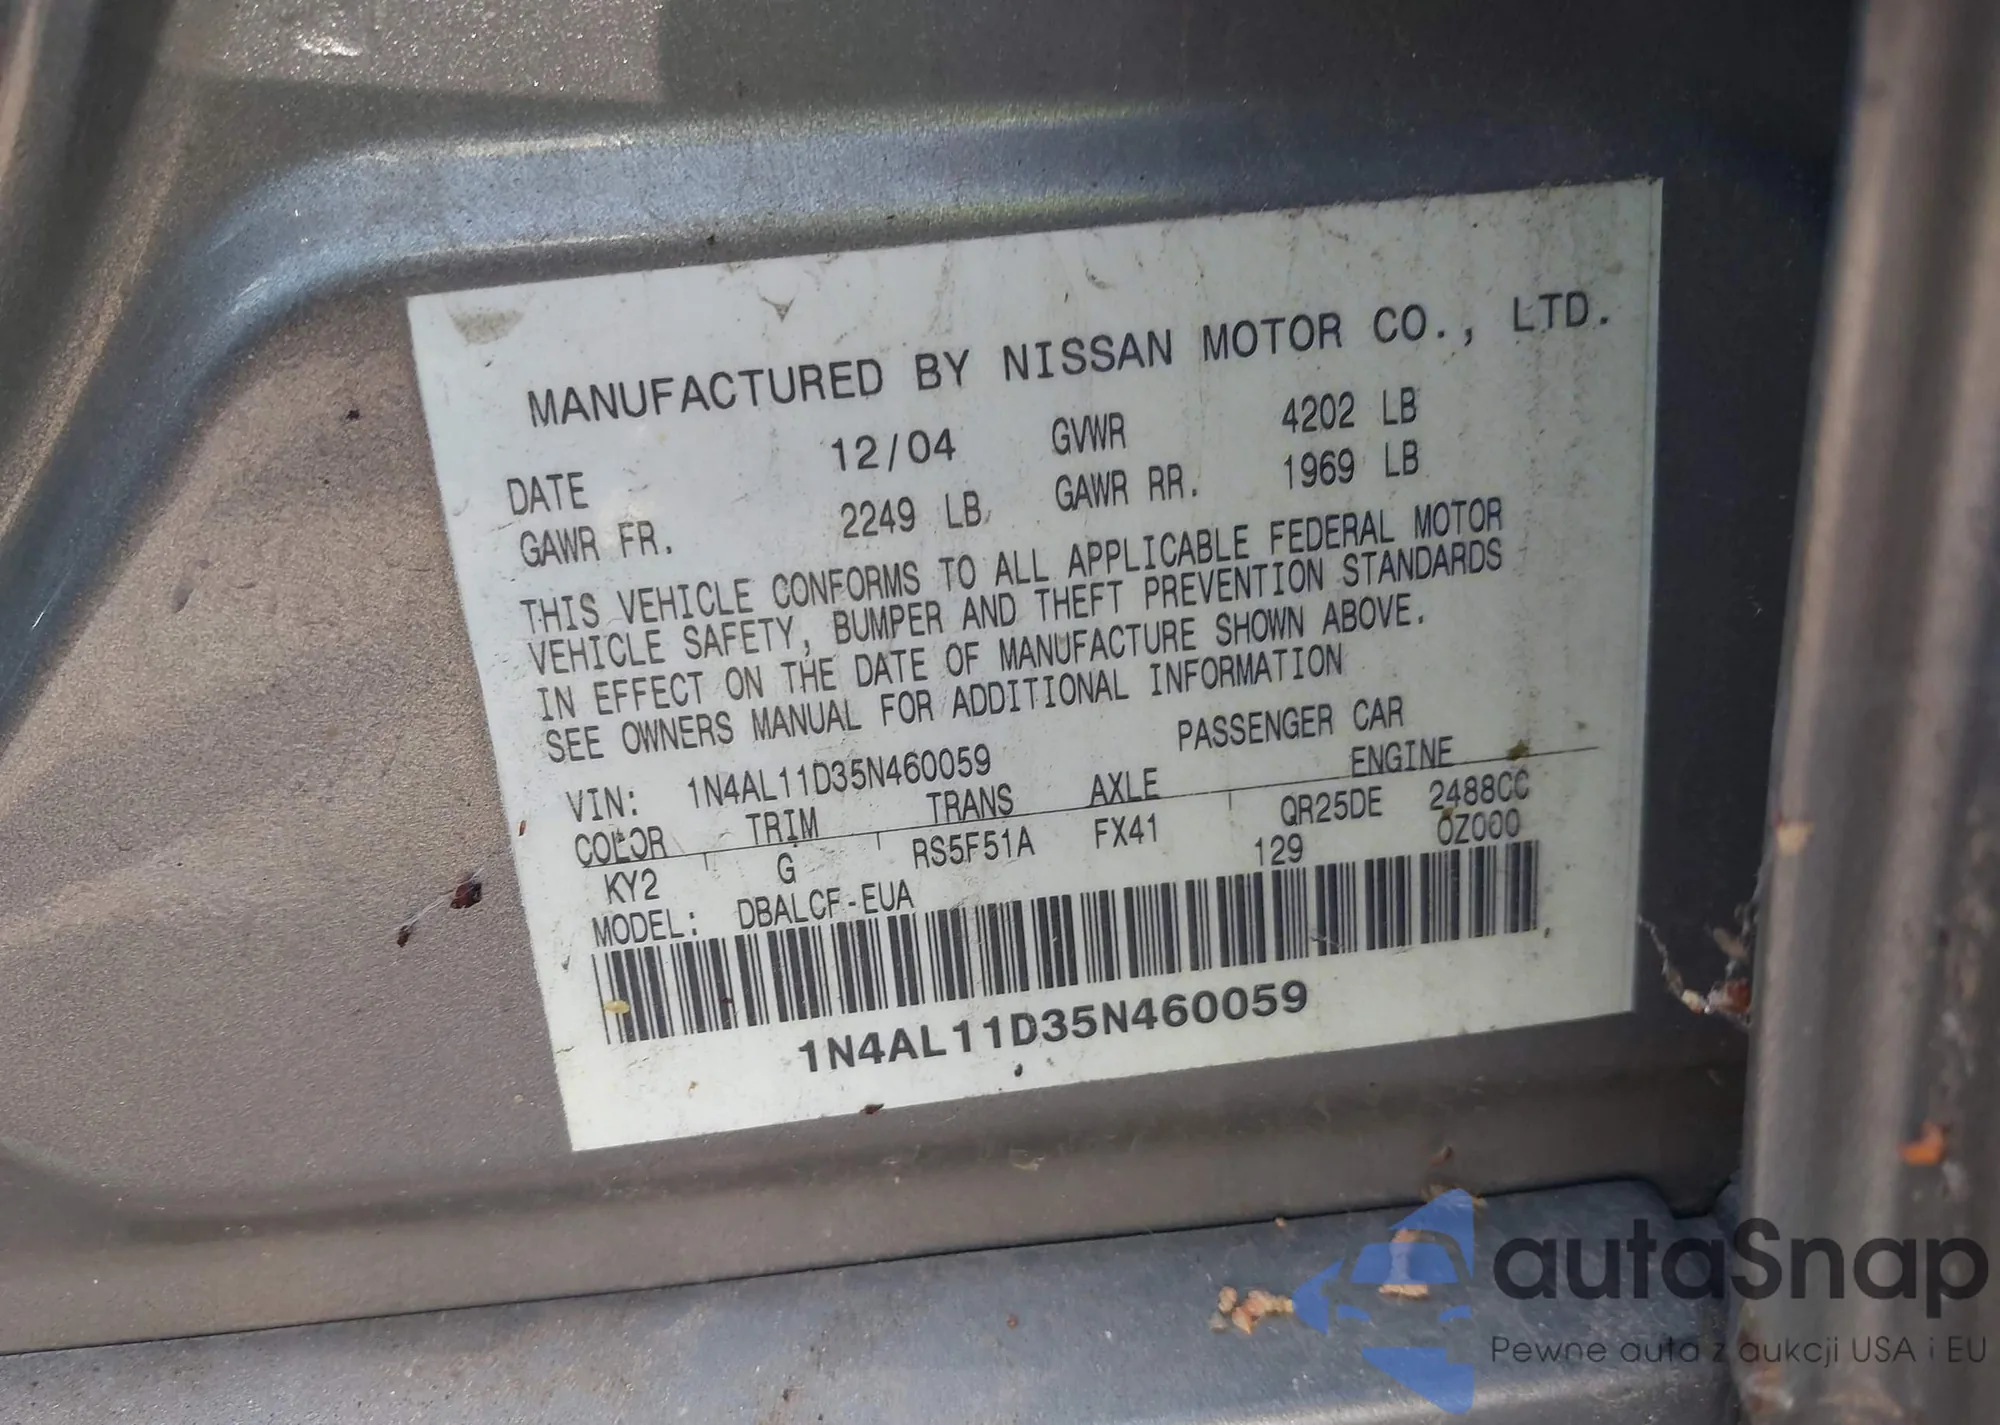 MANUFACTURED BY NISSAN MOTOR CO., LTD.
DATE 12/04 GVWR 4202 LB
GAWR FR. 2249 LB GAWR RR. 1969 LB
THIS VEHICLE CONFORMS TO ALL APPLICABLE FEDERAL MOTOR
VEHICLE SAFETY, BUMPER AND THEFT PREVENTION STANDARDS
IN EFFECT ON THE DATE OF MANUFACTURE SHOWN ABOVE.
SEE OWNERS MANUAL FOR ADDITIONAL INFORMATION
VIN: 1N4AL11D35N460059 PASSENGER CAR
COLOR TRIM TRANS AXLE ENGINE
KY2 G RS5F51A FX41 QR25DE 2488CC
MODEL: DBALCF-EUA 129 0Z000
1N4AL11D35N460059
autaSnap
Pewne auta z aukcji USA i EU